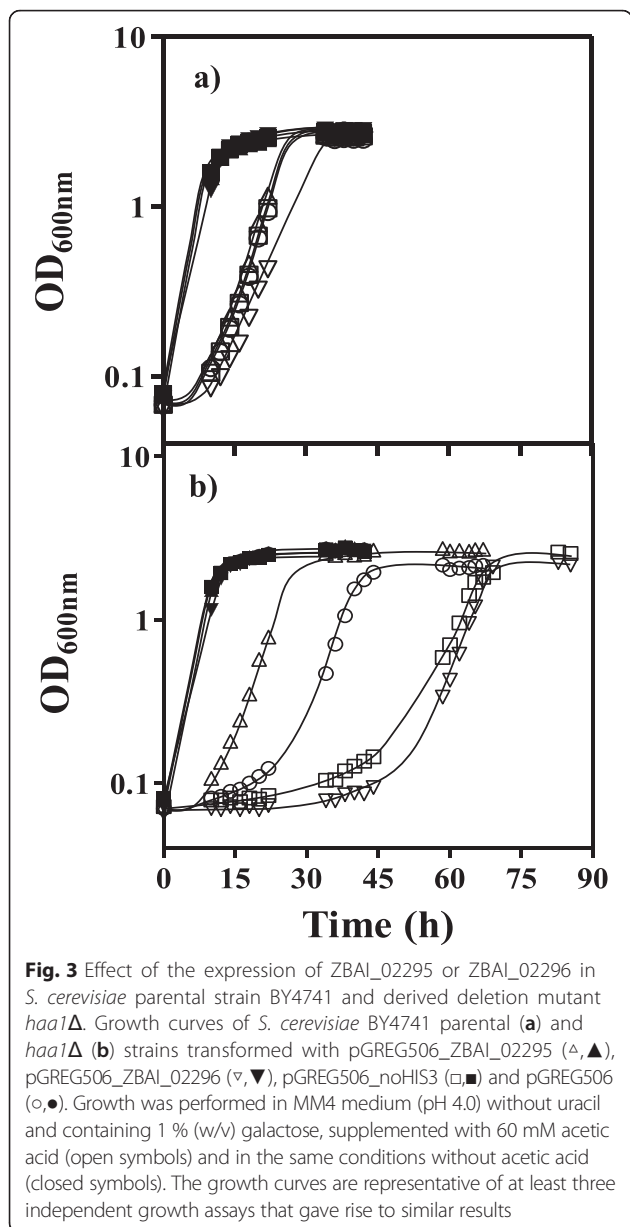 10
a)
1
0.1
OD600nm
10
b)
1
0.1
OD600nm
0 15 30 45 60 75 90
Time (h)
Fig. 3 Effect of the expression of ZBAI_02295 or ZBAI_02296 in
S. cerevisiae parental strain BY4741 and derived deletion mutant
haa1Δ. Growth curves of S. cerevisiae BY4741 parental (a) and
haa1Δ (b) strains transformed with pGREG506_ZBAI_02295 (△,▲),
pGREG506_ZBAI_02296 (▽,▼), pGREG506_noHIS3 (□,■) and pGREG506
(○,●). Growth was performed in MM4 medium (pH 4.0) without uracil
and containing 1 % (w/v) galactose, supplemented with 60 mM acetic
acid (open symbols) and in the same conditions without acetic acid
(closed symbols). The growth curves are representative of at least three
independent growth assays that gave rise to similar results